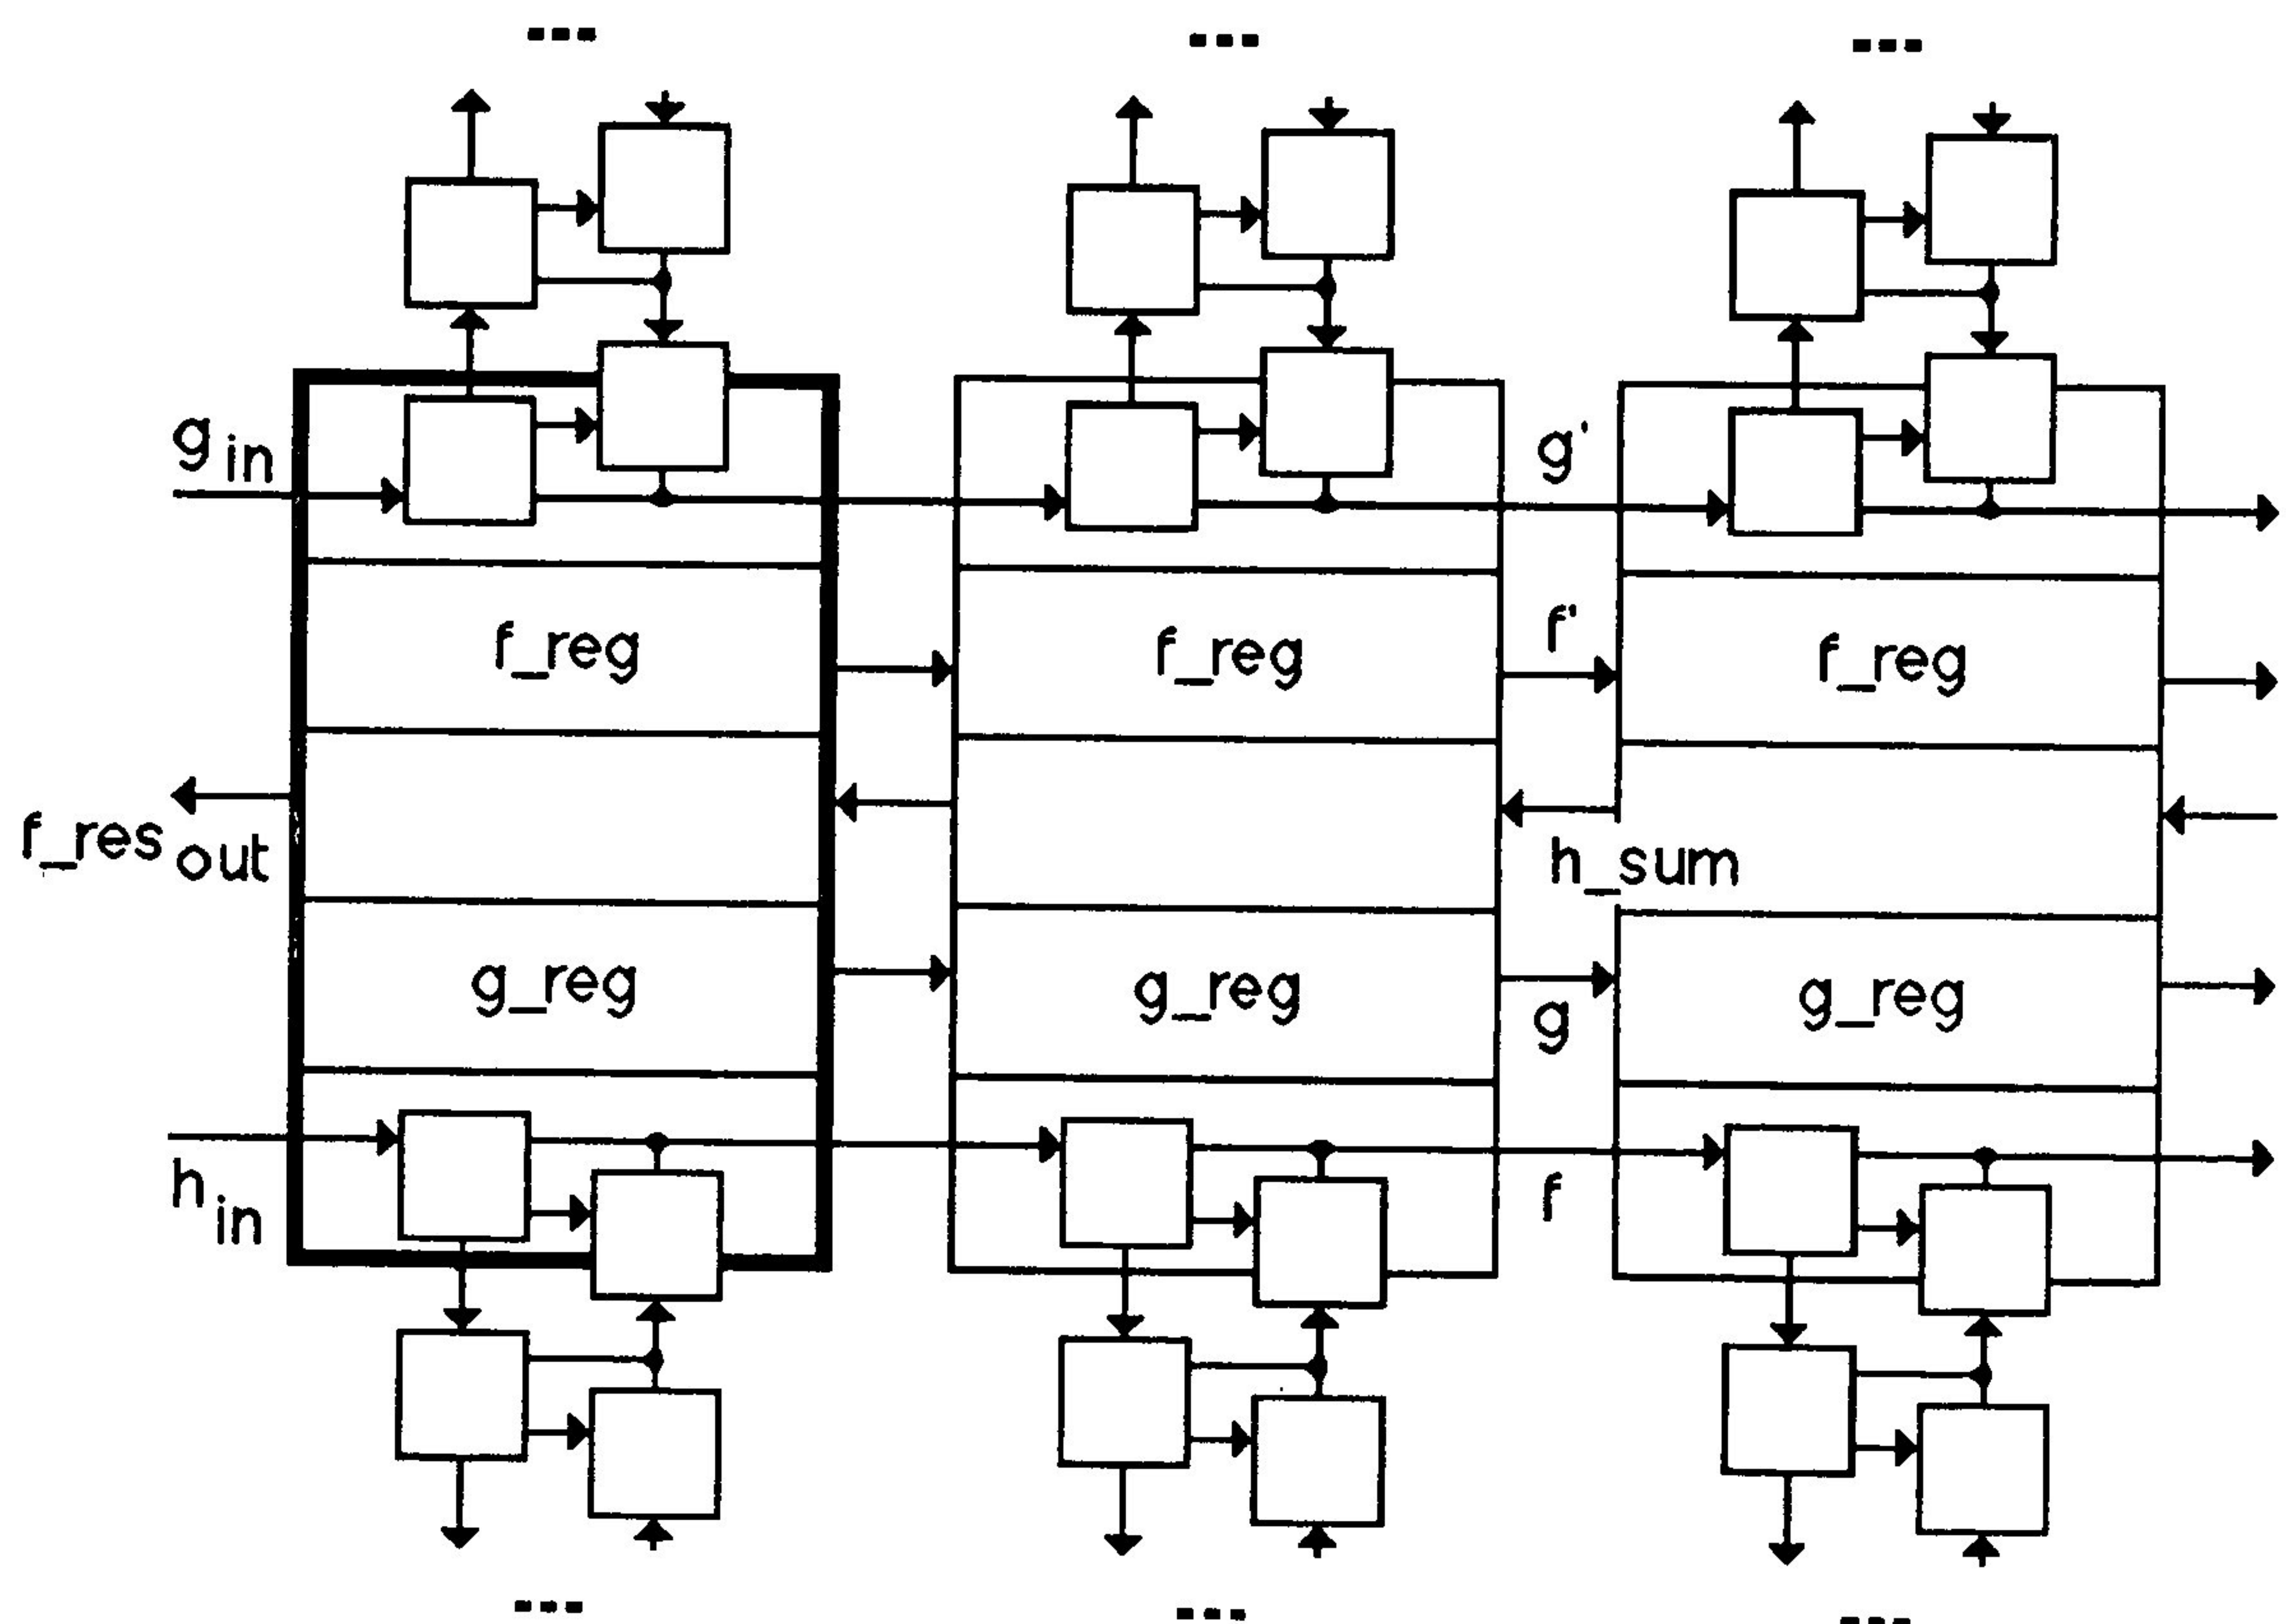 g in
g'
f_reg
f_reg
f'
f_reg
f_res out
h_sum
g_reg
g_reg
g
g_reg
h in
f